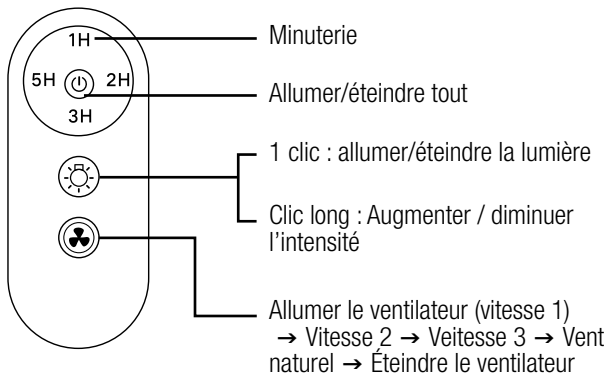 1H
5H 2H
3H
Minuterie
Allumer/éteindre tout
1 clic : allumer/éteindre la lumière
Clic long : Augmenter / diminuer
l'intensité
Allumer le ventilateur (vitesse 1)
→ Vitesse 2 → Veitesse 3 → Vent
naturel → Éteindre le ventilateur